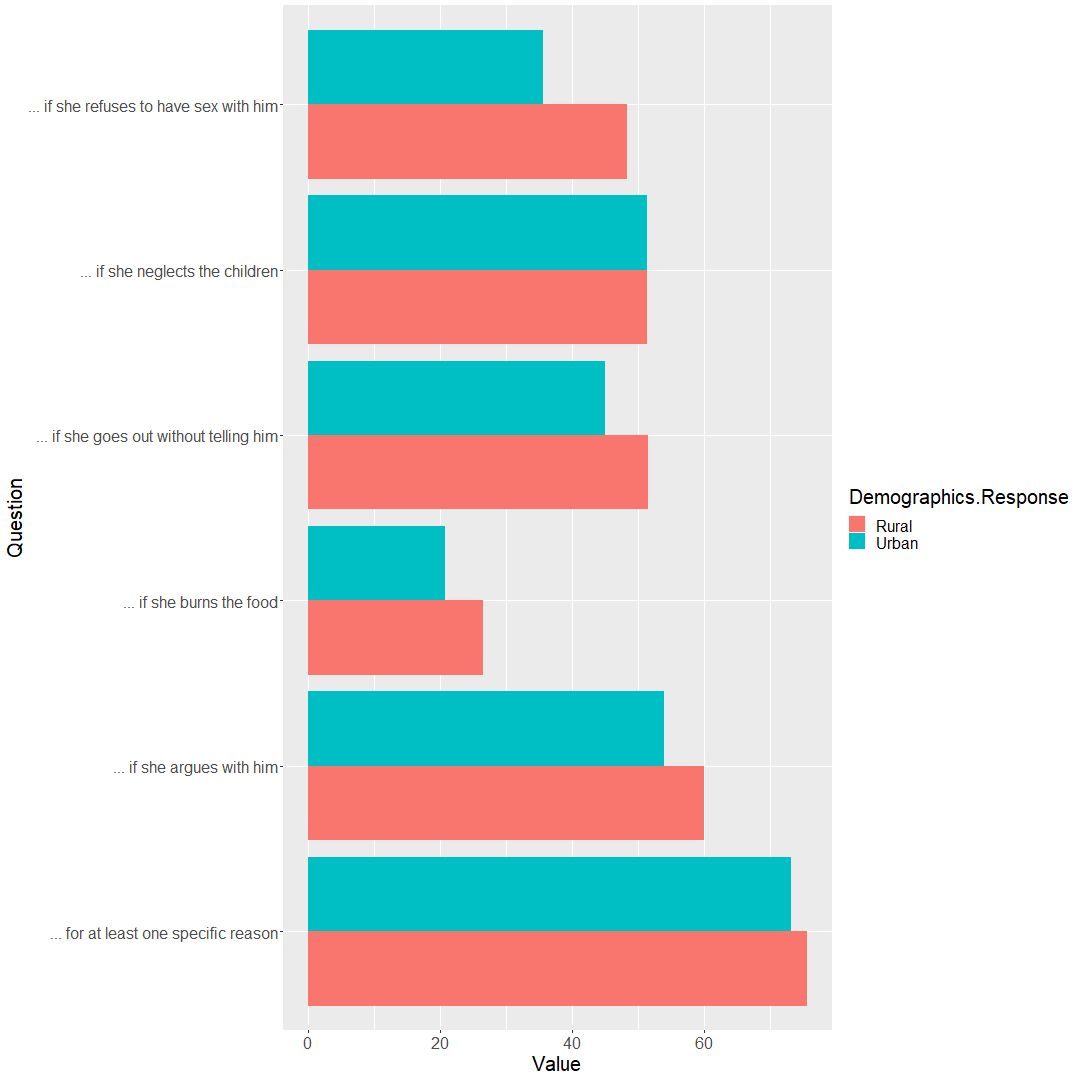 ... if she refuses to have sex with him
... if she neglects the children
... if she goes out without telling him
... if she burns the food
... if she argues with him
... for at least one specific reason
Question
0 20 40 60
Value
Demographics.Response
Rural
Urban